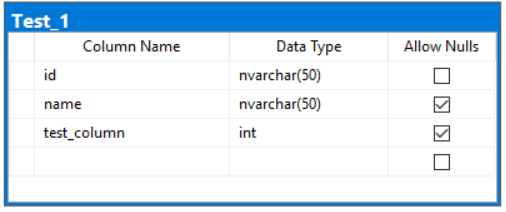 Test_1
Column Name Data Type Allow Nulls
id nvarchar(50)
name nvarchar(50)
test_column int